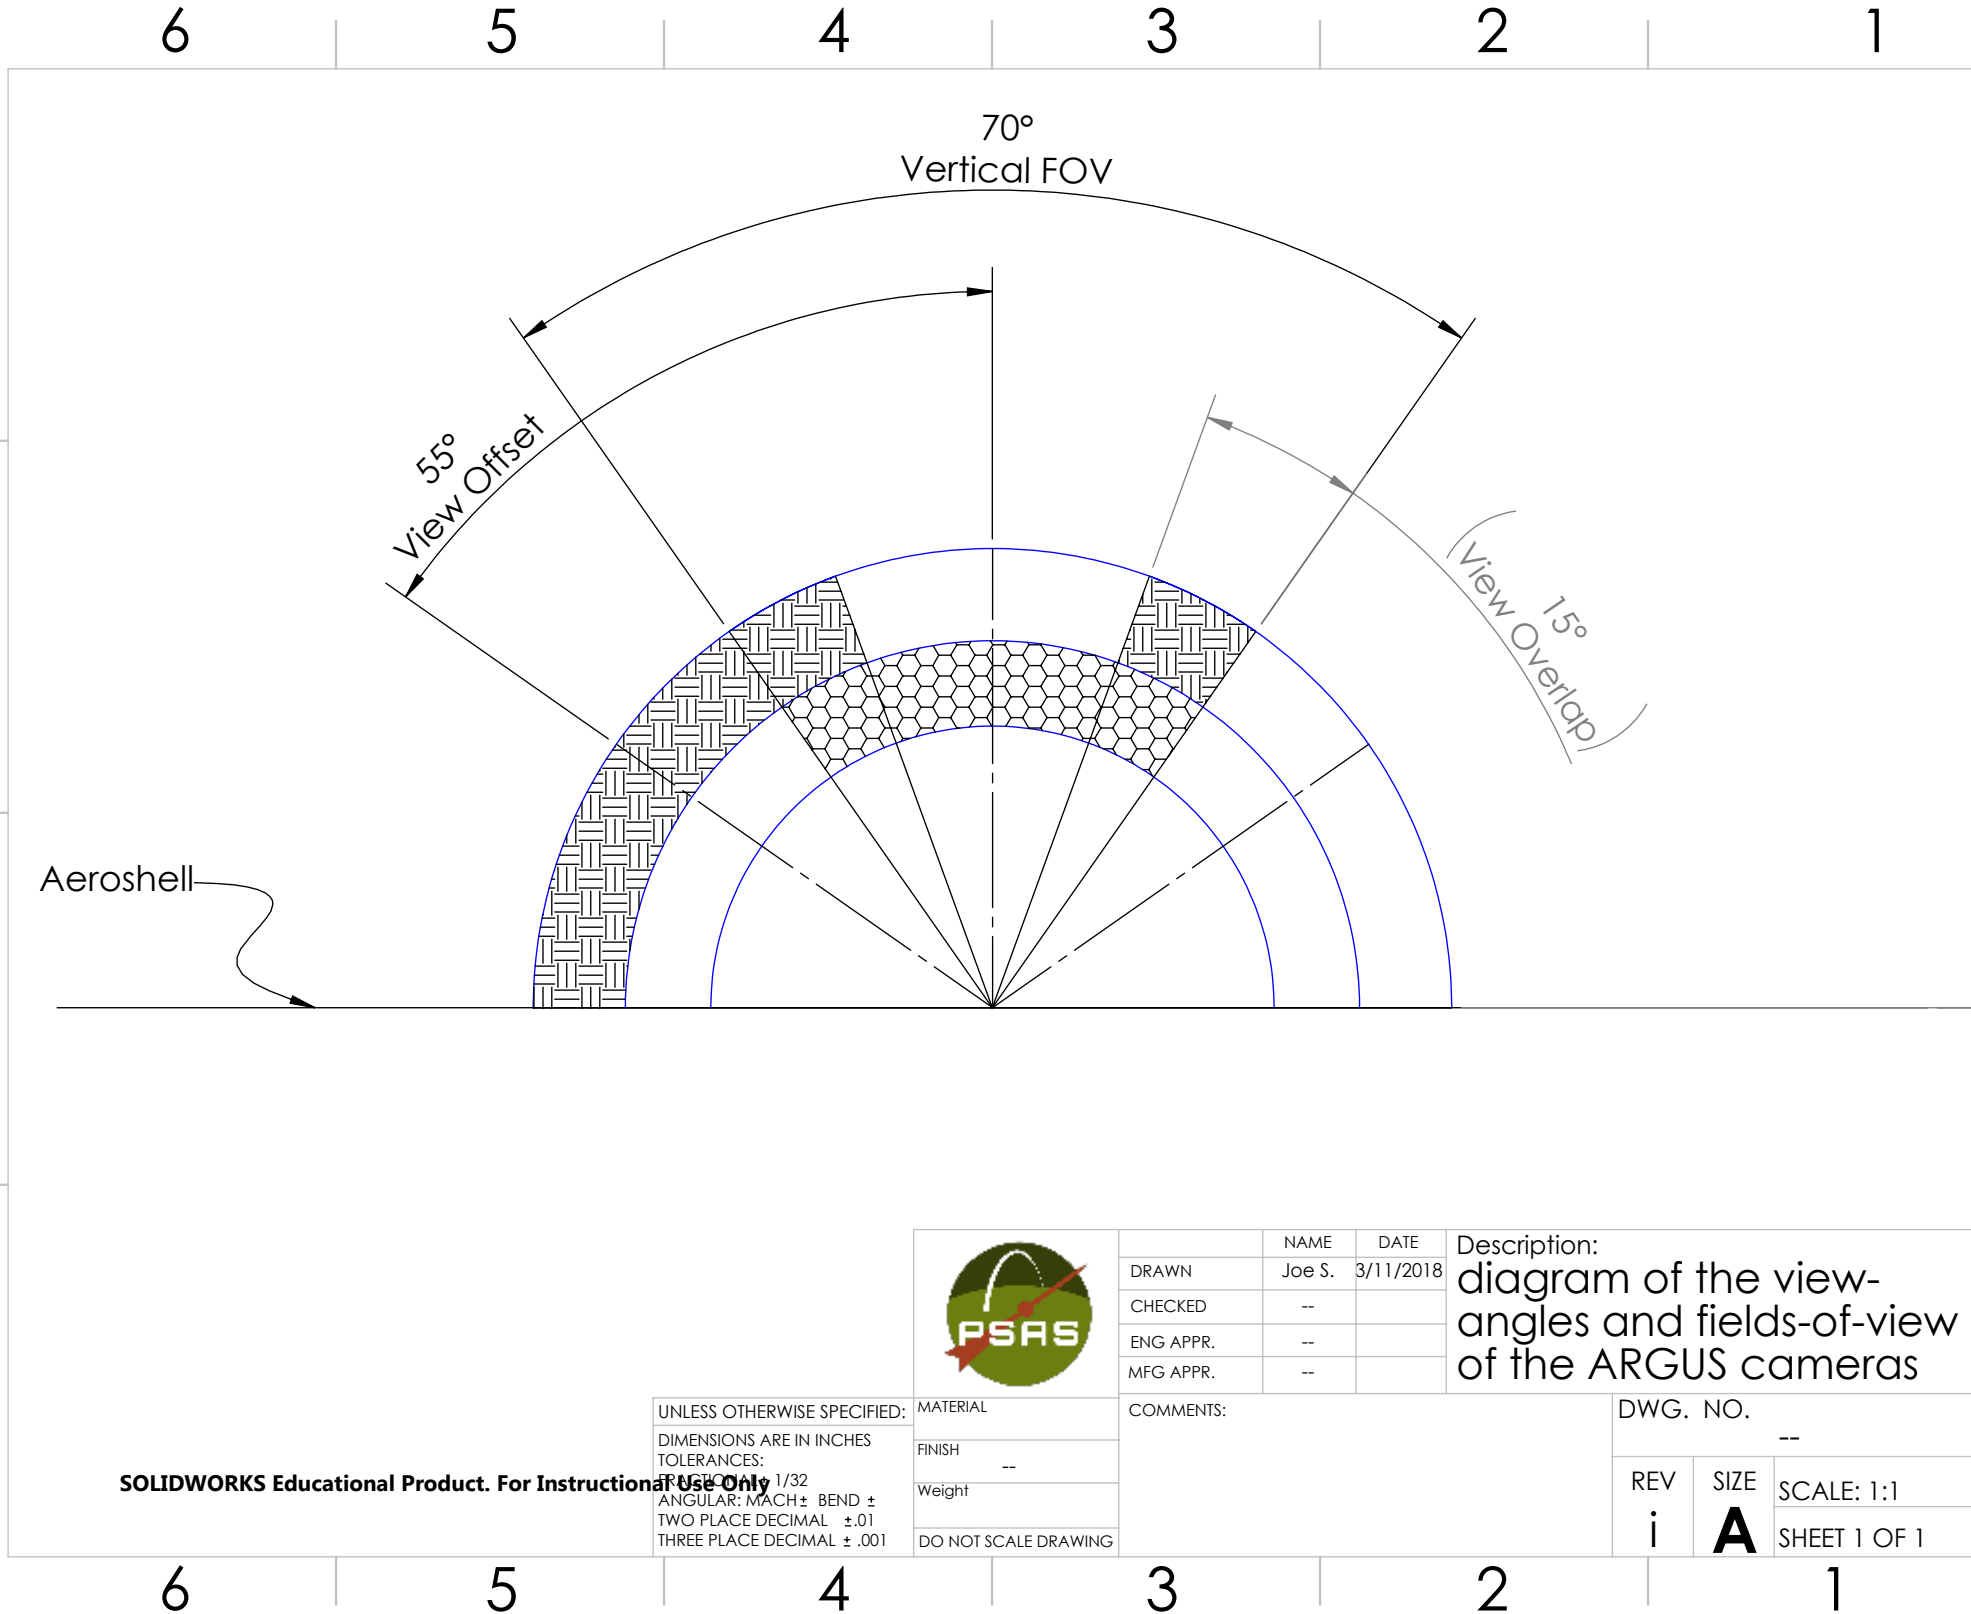 6 5 4 3 2 1
70°
Vertical FOV
55°
View Offset
15°
( View Overlap )
Aeroshell
PSAS
NAME DATE
DRAWN Joe S. 3/11/2018
CHECKED --
ENG APPR. --
MFG APPR. --
Description:
diagram of the view-
angles and fields-of-view
of the ARGUS cameras
UNLESS OTHERWISE SPECIFIED:
DIMENSIONS ARE IN INCHES
TOLERANCES:
FRACTIONAL± 1/32
ANGULAR: MACH± BEND ±
TWO PLACE DECIMAL ±.01
THREE PLACE DECIMAL ± .001
MATERIAL
FINISH
--
Weight
DO NOT SCALE DRAWING
COMMENTS:
DWG. NO.
--
REV
i
SIZE
A
SCALE: 1:1
SHEET 1 OF 1
SOLIDWORKS Educational Product. For Instructional Use Only
6 5 4 3 2 1